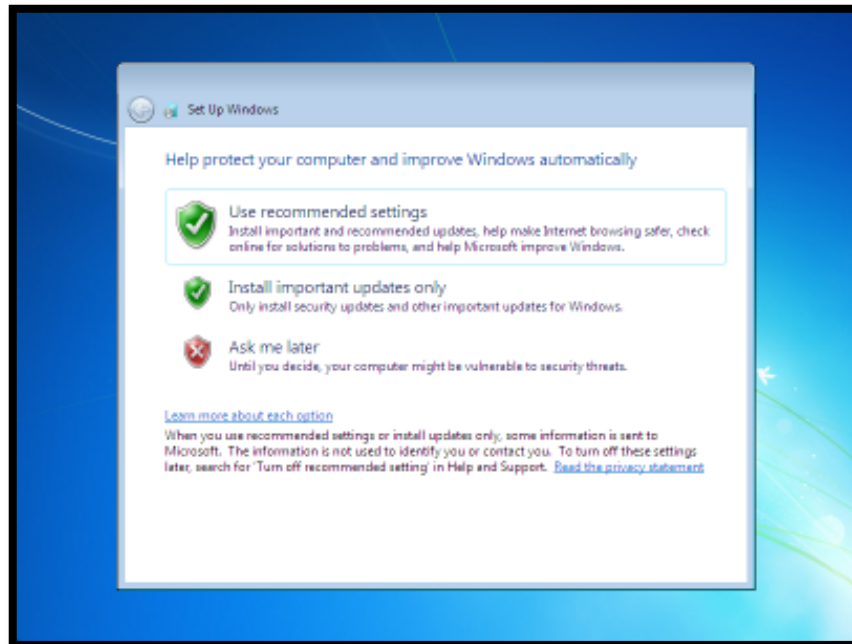 Set Up Windows
Help protect your computer and improve Windows automatically
Use recommended settings
Install important and recommended updates, help make Internet browsing safer, check
online for solutions to problems, and help Microsoft improve Windows.
Install important updates only
Only install security updates and other important updates for Windows.
Ask me later
Until you decide, your computer might be vulnerable to security threats.
Learn more about each option
When you use recommended settings or install updates only, some information is sent to
Microsoft. The information is not used to identify you or contact you. To turn off these settings
later, search for 'Turn off recommended setting' in Help and Support. Read the privacy statement